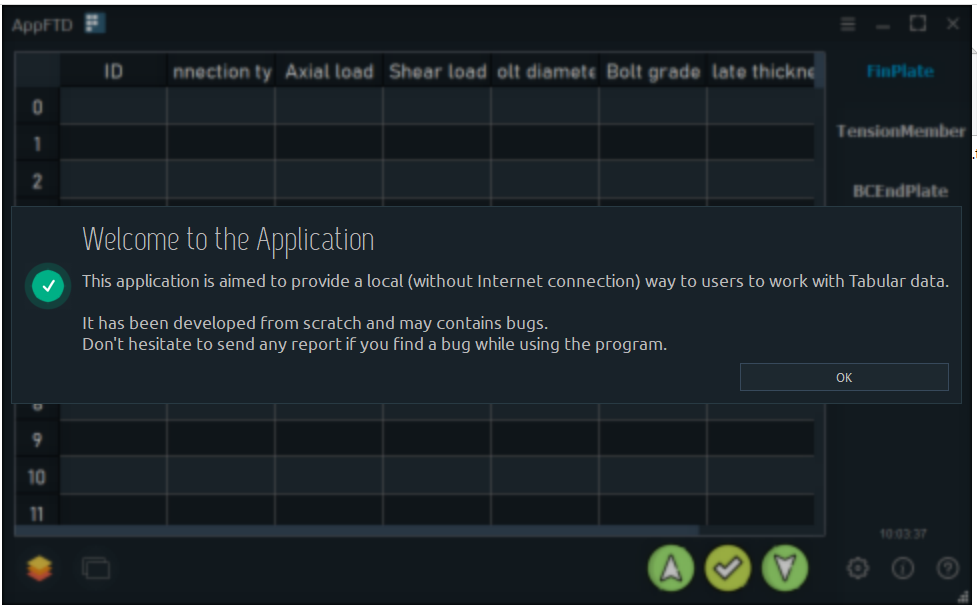 AppFTD
ID nnection ty Axial load Shear load olt diamete Bolt grade late thickne
FinPlate
0
1
TensionMember
2
BCEndPlate
Welcome to the Application
This application is aimed to provide a local (without Internet connection) way to users to work with Tabular data.
It has been developed from scratch and may contains bugs.
Don't hesitate to send any report if you find a bug while using the program.
OK
8
9
10
11
10:03:37